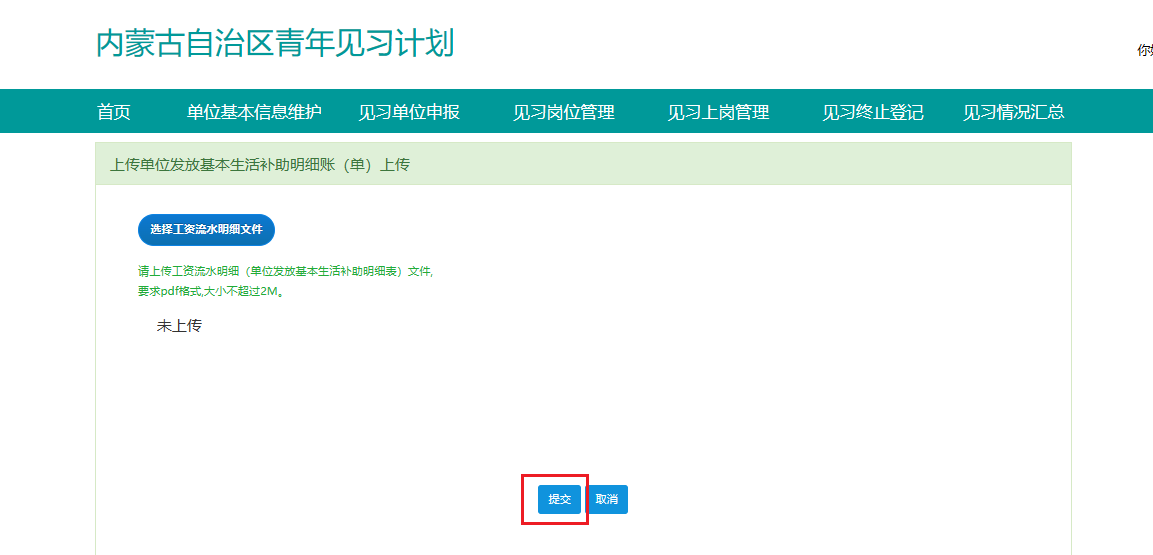 内蒙古自治区青年见习计划
你好
首页 单位基本信息维护 见习单位申报 见习岗位管理 见习上岗管理 见习终止登记 见习情况汇总
上传单位发放基本生活补助明细账（单）上传
选择工资流水明细文件
请上传工资流水明细（单位发放基本生活补助明细表）文件,
要求pdf格式,大小不超过2M。
未上传
提交 取消